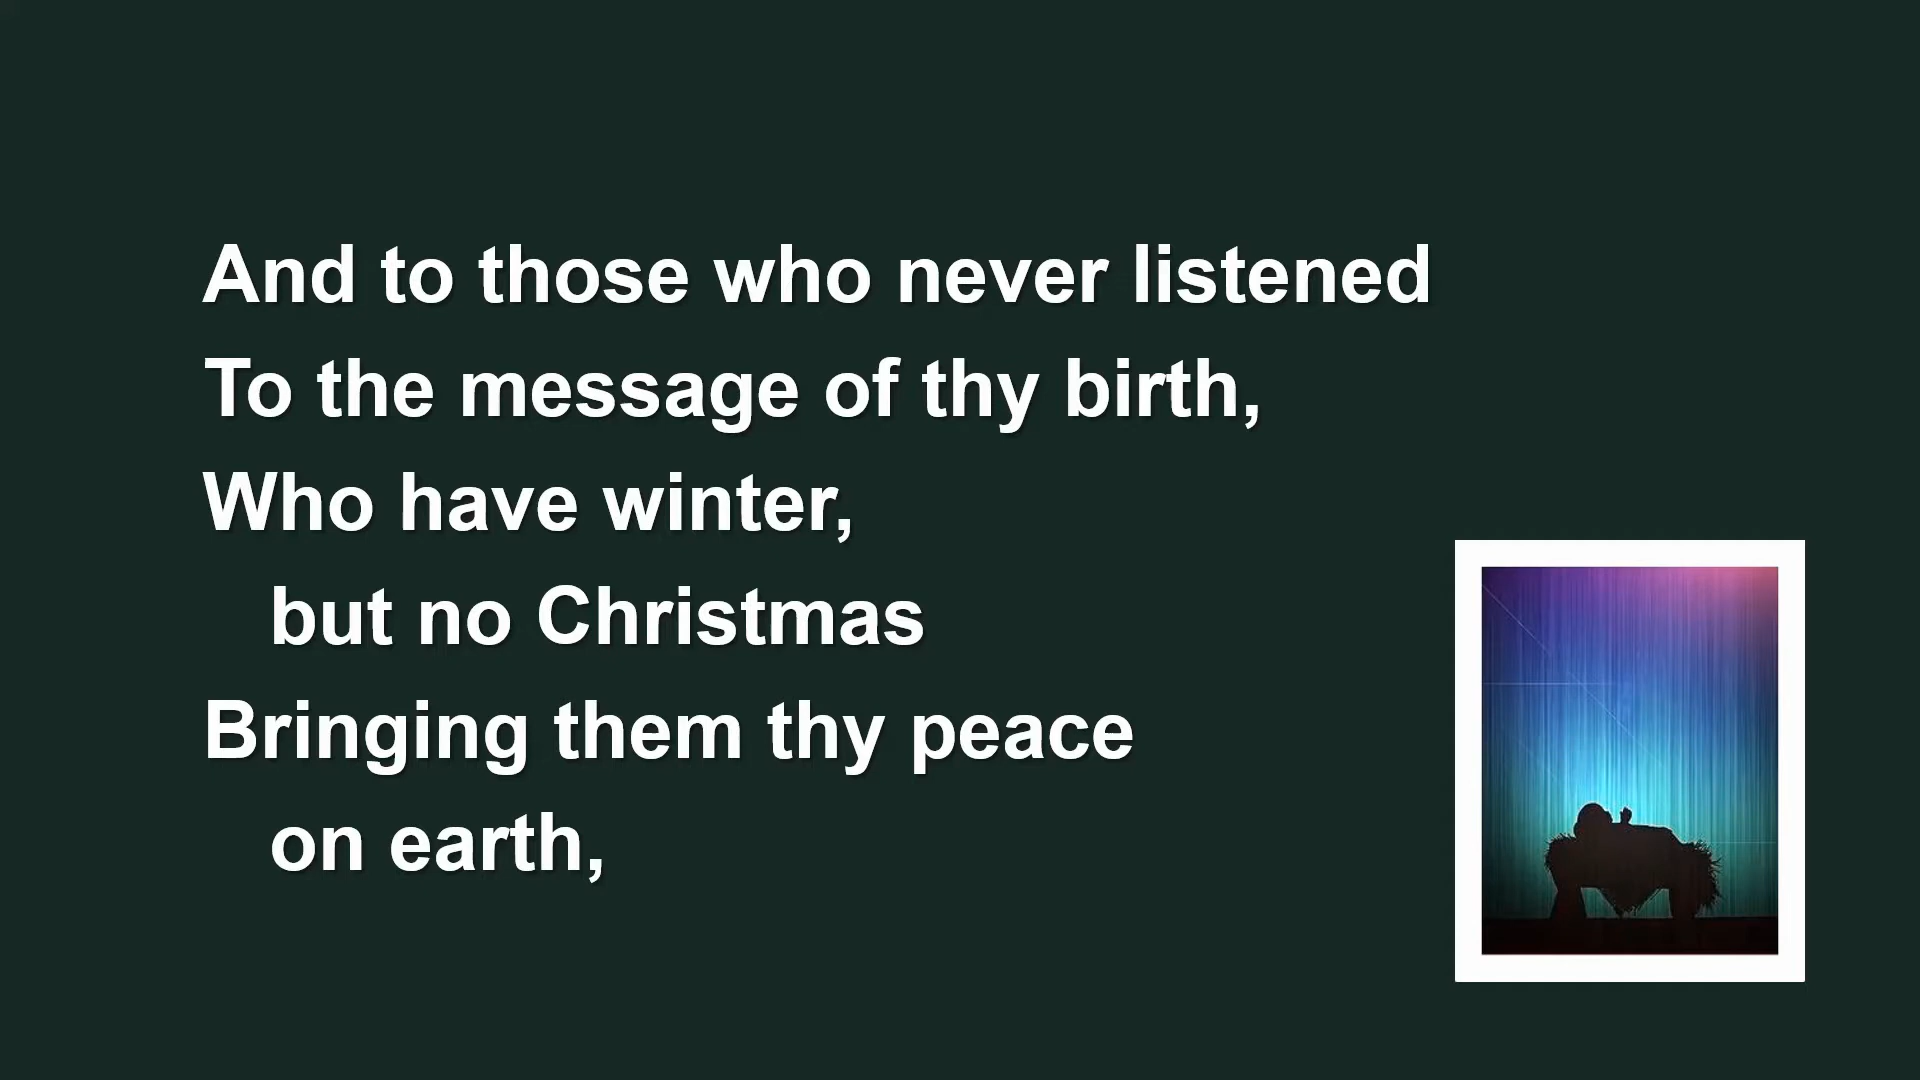 And to those who never listened
To the message of thy birth,
Who have winter,
but no Christmas
Bringing them thy peace
on earth,